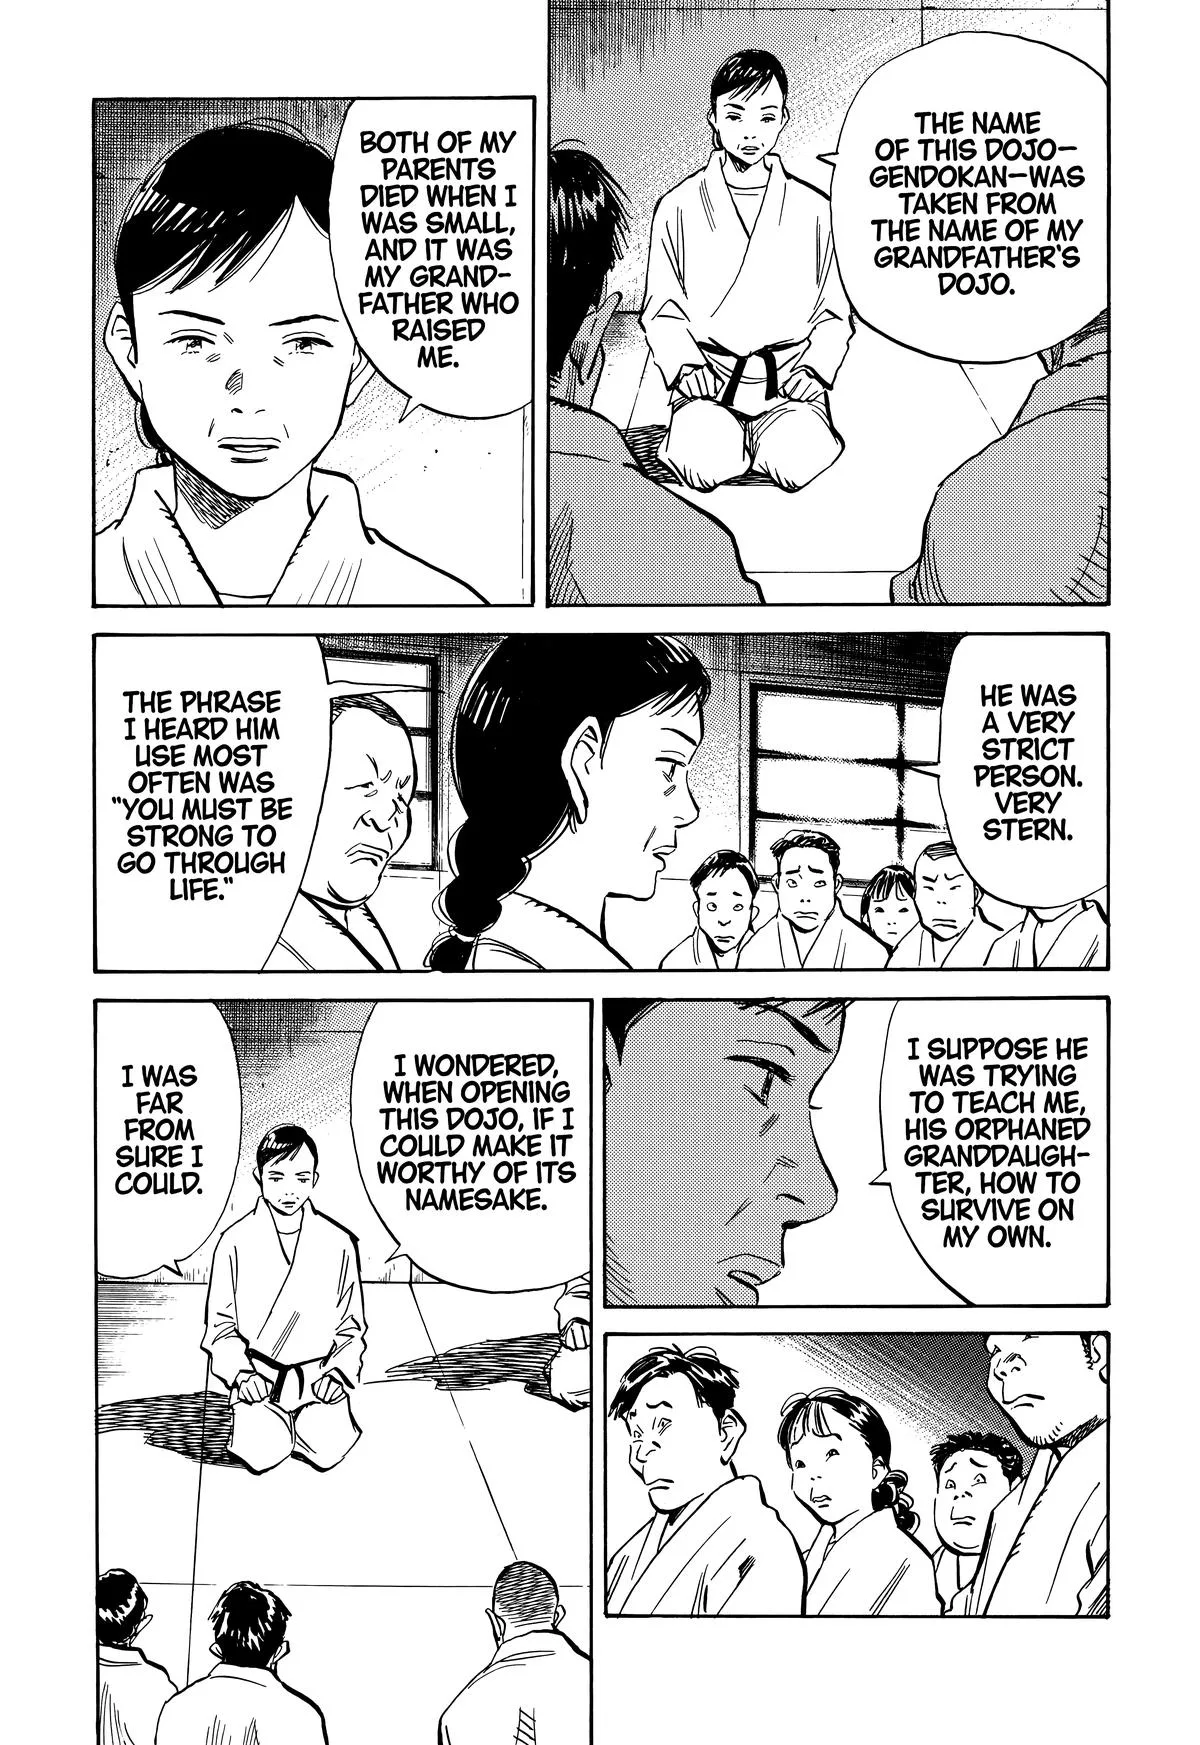 THE NAME
OF THIS DOJO—
GENDOKAN—WAS
TAKEN FROM
THE NAME OF MY
GRANDFATHER'S
DOJO.
BOTH OF MY
PARENTS
DIED WHEN I
WAS SMALL,
AND IT WAS
MY GRAND-
FATHER WHO
RAISED
ME.
HE WAS
A VERY
STRICT
PERSON.
VERY
STERN.
THE PHRASE
I HEARD HIM
USE MOST
OFTEN WAS
"YOU MUST BE
STRONG TO
GO THROUGH
LIFE."
I SUPPOSE HE
WAS TRYING
TO TEACH ME,
HIS ORPHANED
GRANDDAUGH-
TER, HOW TO
SURVIVE ON
MY OWN.
I WONDERED,
WHEN OPENING
THIS DOJO, IF I
COULD MAKE IT
WORTHY OF ITS
NAMESAKE.
I WAS
FAR
FROM
SURE I
COULD.